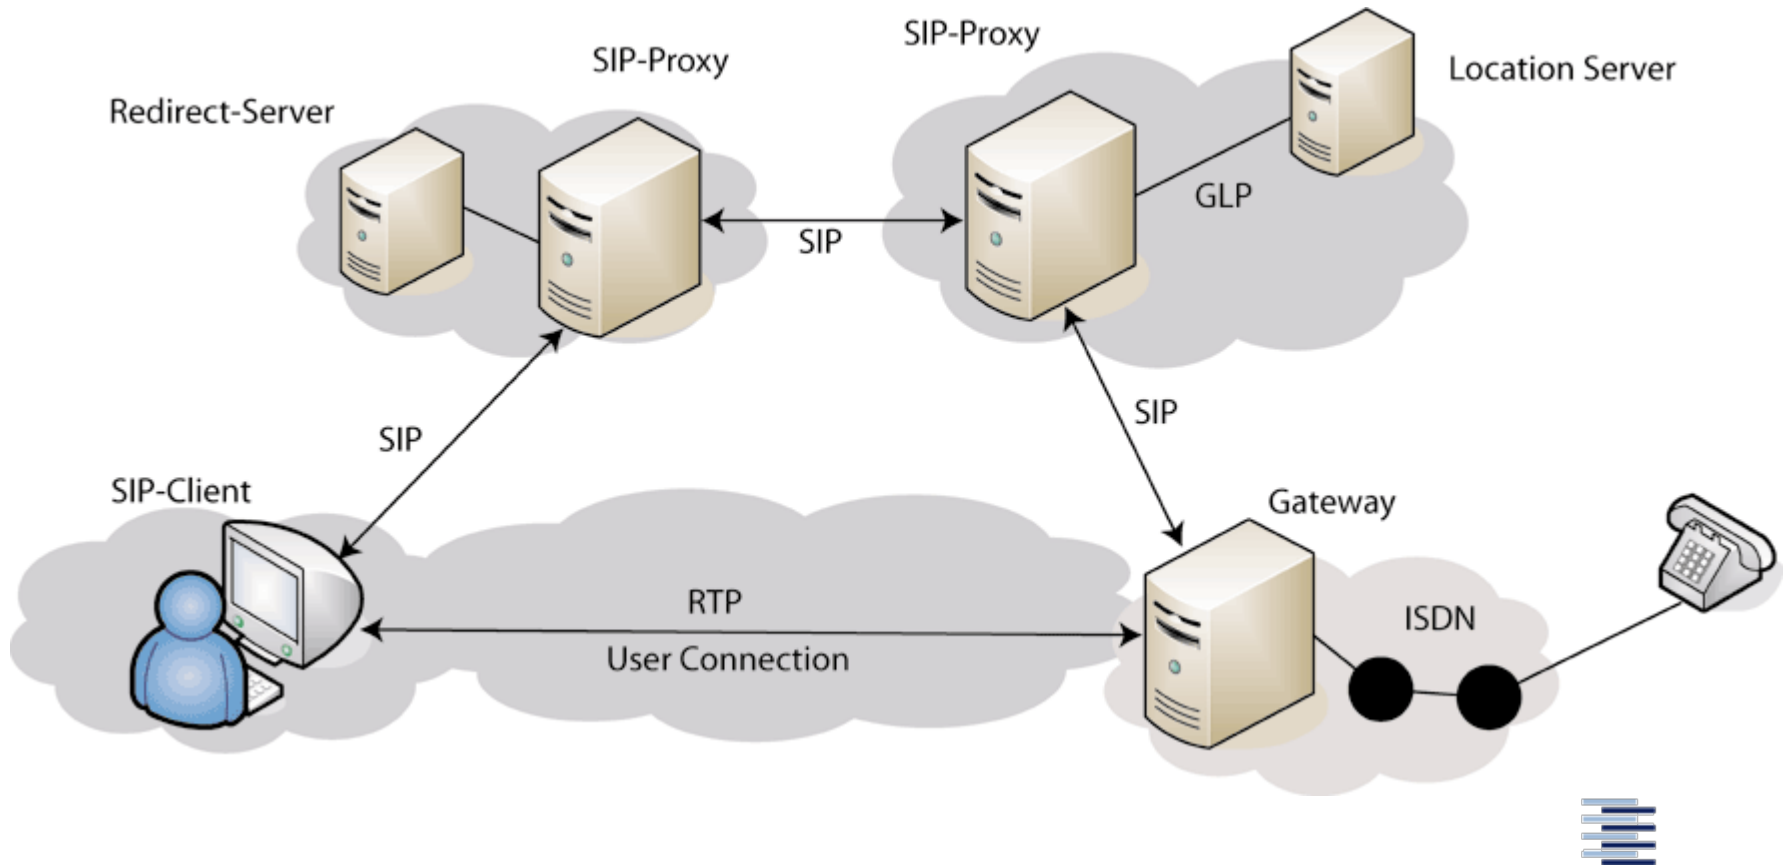 SIP-Proxy
SIP-Proxy
Location Server
Redirect-Server
GLP
SIP
SIP
SIP
SIP-Client
Gateway
RTP
User Connection
ISDN